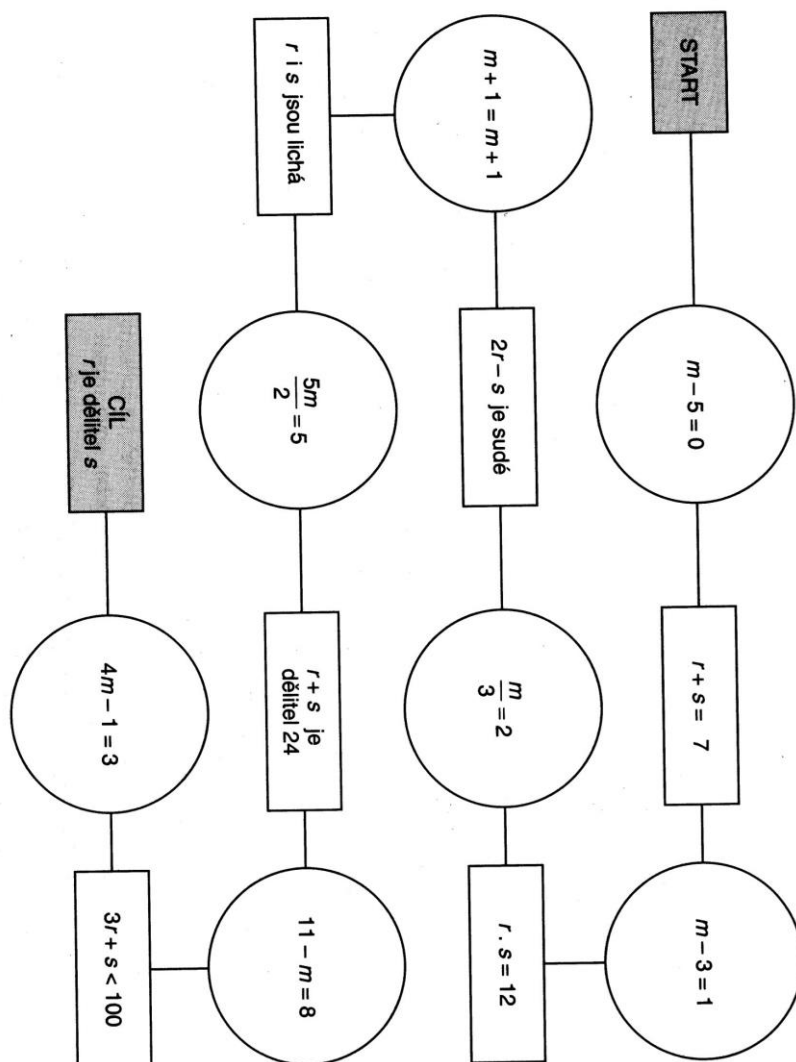 START
m – 5 = 0
r + s = 7
m – 3 = 1
r . s = 12
m/3 = 2
2r – s je sudé
m + 1 = m + 1
r i s jsou lichá
5m/2 = 5
r + s je
dělitel 24
11 – m = 8
3r + s < 100
4m – 1 = 3
CÍL
r je dělitel s